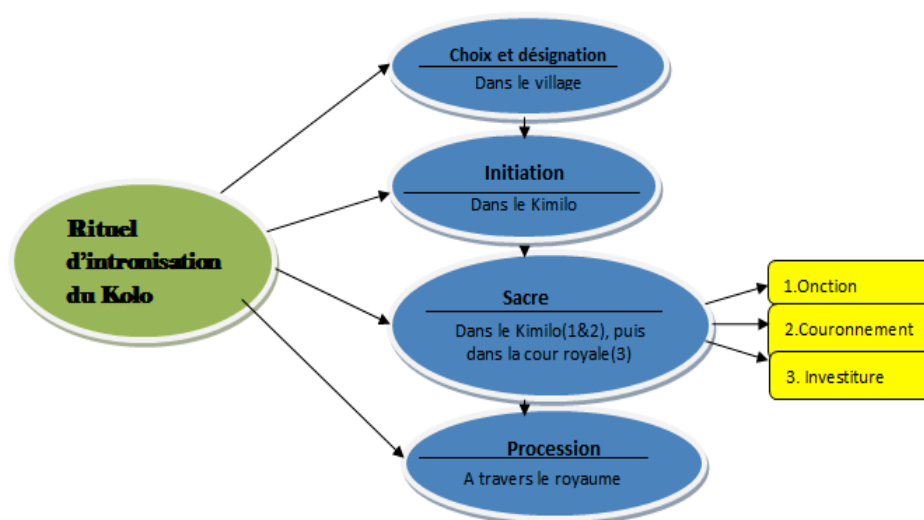 Choix et désignation
Dans le village
Initiation
Dans le Kimilo
Rituel
d'intronisation
du Kolo
Sacre
Dans le Kimilo(1&2), puis
dans la cour royale(3)
1.Onction
2.Couronnement
3. Investiture
Procession
A travers le royaume